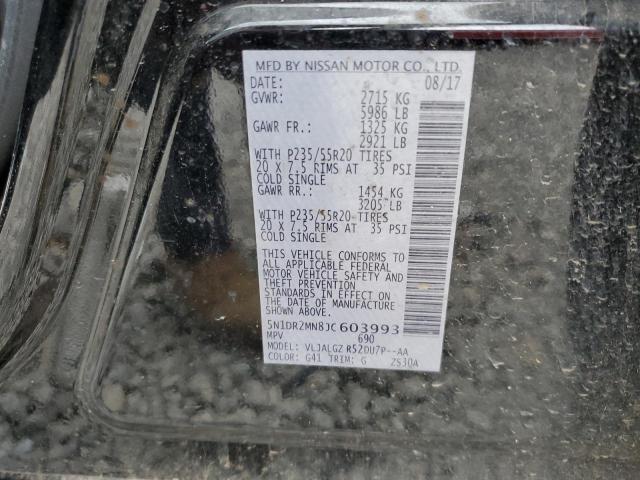 MFD BY NISSAN MOTOR CO., LTD.
DATE: 08/17
GVWR: 2715 KG
5986 LB
GAWR FR.: 1325 KG
2921 LB
WITH P235/55R20 TIRES
20 X 7.5 RIMS AT 35 PSI
COLD SINGLE
GAWR RR.: 1454 KG
3205 LB
WITH P235/55R20 TIRES
20 X 7.5 RIMS AT 35 PSI
COLD SINGLE
THIS VEHICLE CONFORMS TO
ALL APPLICABLE FEDERAL
MOTOR VEHICLE SAFETY AND
THEFT PREVENTION
STANDARDS IN EFFECT ON
THE DATE OF MANUFACTURE
SHOWN ABOVE.
5N1DR2MN8JC603993
MPV 690
MODEL: VLJALGZ R52DU7P--AA
COLOR: G41 TRIM: G 2S30A